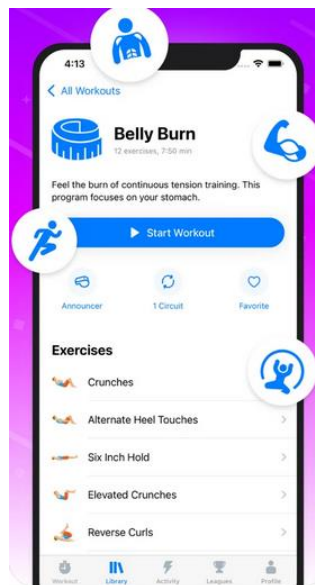 4:13
All Workouts
Belly Burn
12 exercises, 7:50 min
Feel the burn of continuous tension training. This
program focuses on your stomach.
Start Workout
Announcer
1 Circuit
Favorite
Exercises
Crunches
Alternate Heel Touches
Six Inch Hold
Elevated Crunches
Reverse Curls
Workout
Library
Activity
Leagues
Profile